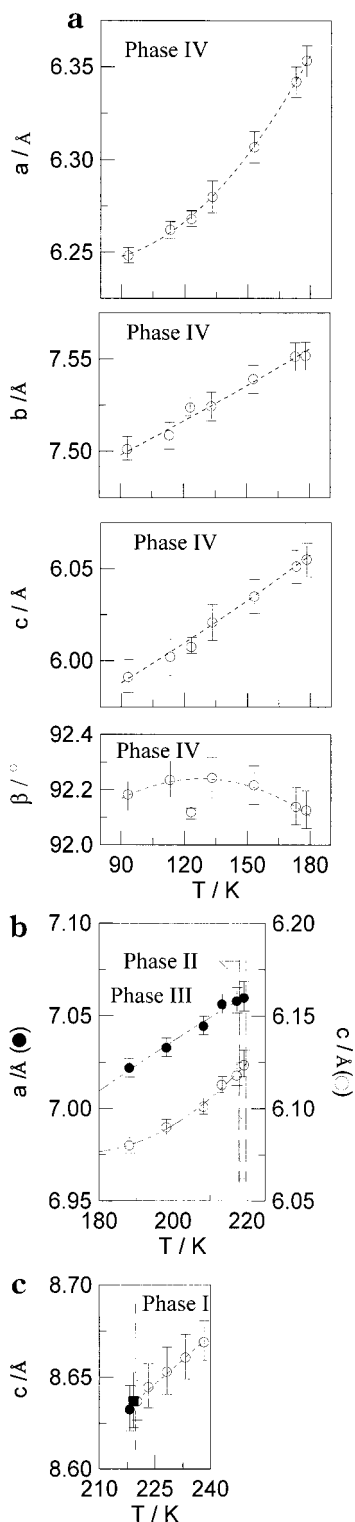 a
Phase IV
6.35
6.30
6.25
a / Å
Phase IV
7.55
7.50
b / Å
Phase IV
6.05
6.00
c / Å
Phase IV
92.4
92.2
92.0
β / °
90 120 150 180
T / K
b
7.10 6.20
Phase II
Phase III
7.05 6.15
7.00 6.10
6.95 6.05
a /Å (●) c / Å(○)
180 200 220
T / K
c
8.70
Phase I
8.65
8.60
c /Å
210 225 240
T / K